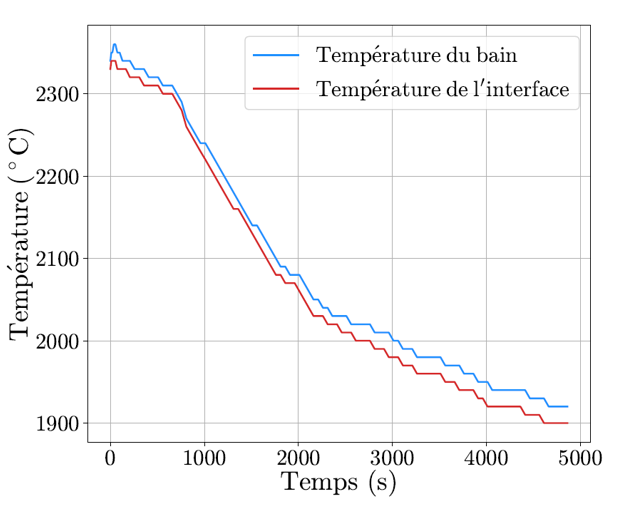 Température du bain
Température de l'interface
Température (°C)
2300
2200
2100
2000
1900
0 1000 2000 3000 4000 5000
Temps (s)